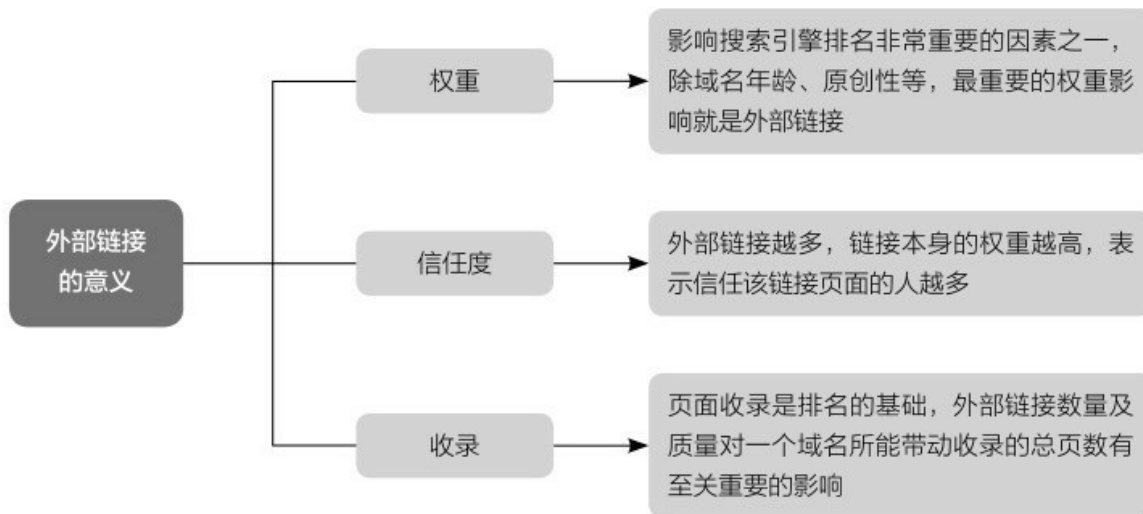 权重
影响搜索引擎排名非常重要的因素之一，
除域名年龄、原创性等，最重要的权重影
响就是外部链接
外部链接
的意义
信任度
外部链接越多，链接本身的权重越高，表
示信任该链接页面的人越多
收录
页面收录是排名的基础，外部链接数量及
质量对一个域名所能带动收录的总页数有
至关重要的影响